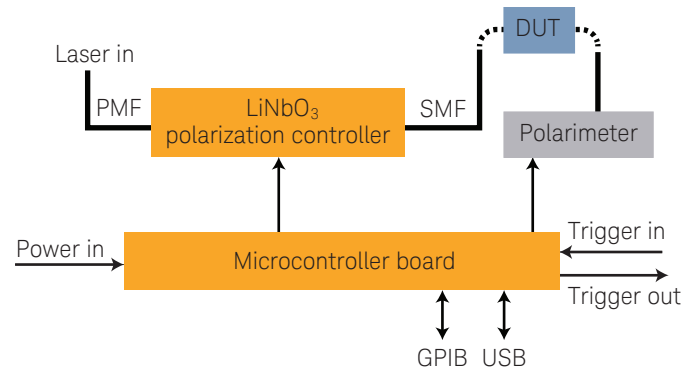 DUT
Laser in
PMF
LiNbO₃
polarization controller
SMF
Polarimeter
Power in
Microcontroller board
Trigger in
Trigger out
GPIB
USB